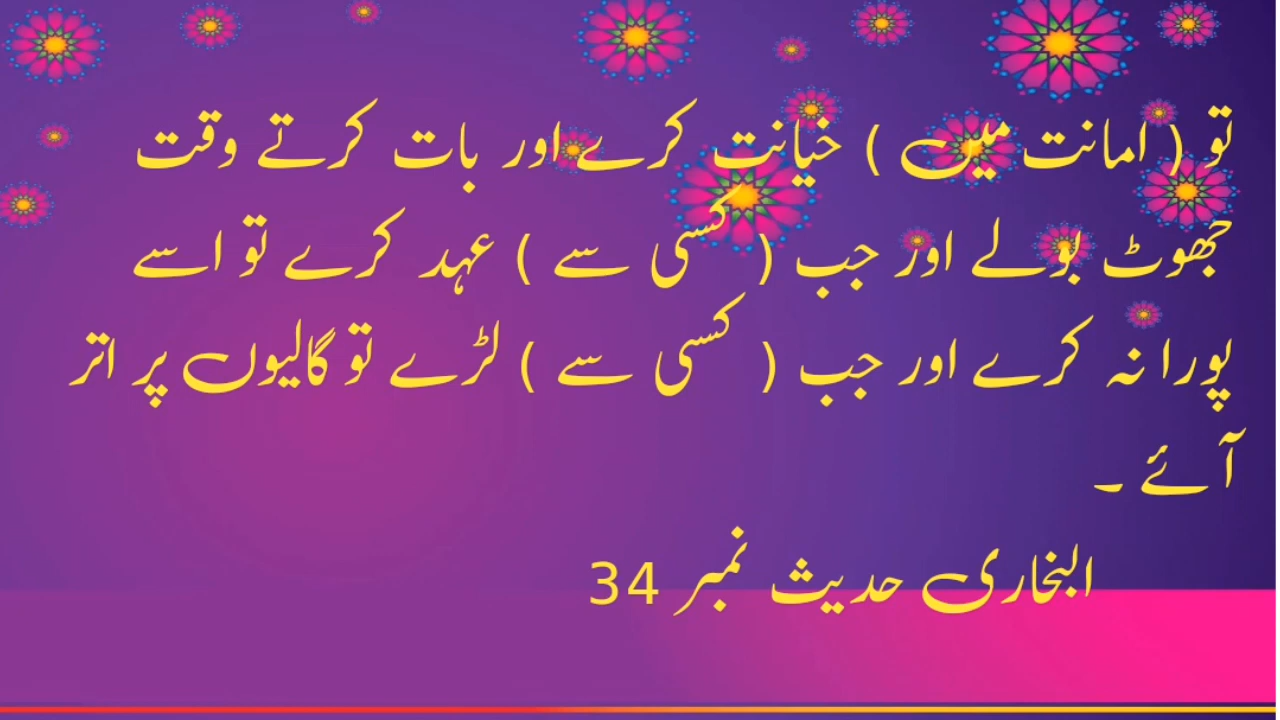 تو ( امانت میں ) خیانت کرے اور بات کرتے وقت
جھوٹ بولے اور جب ( کسی سے ) عہد کرے تو اسے
پورا نہ کرے اور جب ( کسی سے ) لڑے تو گالیوں پر اتر
آئے ۔
البخاری حدیث نمبر 34